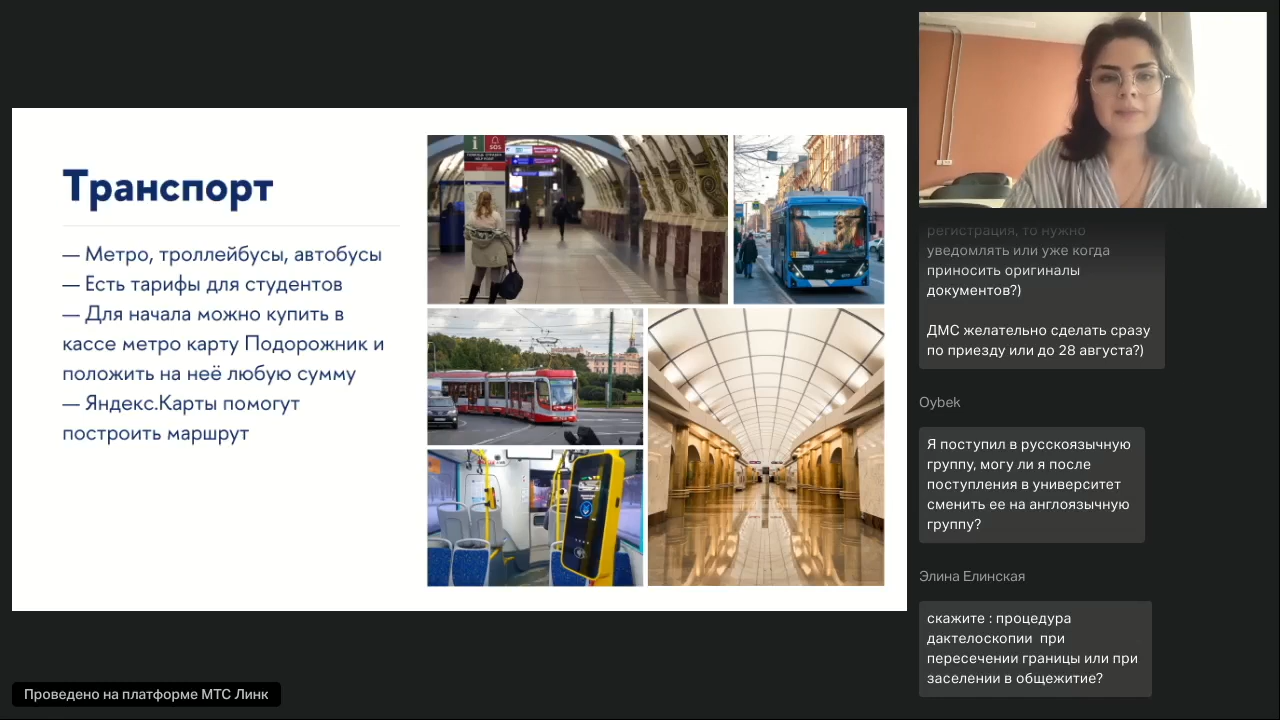 Транспорт
— Метро, троллейбусы, автобусы
— Есть тарифы для студентов
— Для начала можно купить в
кассе метро карту Подорожник и
положить на неё любую сумму
— Яндекс.Карты помогут
построить маршрут
i
SOS
регистрация, то нужно
уведомлять или уже когда
приносить оригиналы
документов?)
ДМС желательно сделать сразу
по приезду или до 28 августа?)
Oybek
Я поступил в русскоязычную
группу, могу ли я после
поступления в университет
сменить ее на англоязычную
группу?
Элина Елинская
скажите : процедура
дактелоскопии  при
пересечении границы или при
заселении в общежитие?
Проведено на платформе МТС Линк